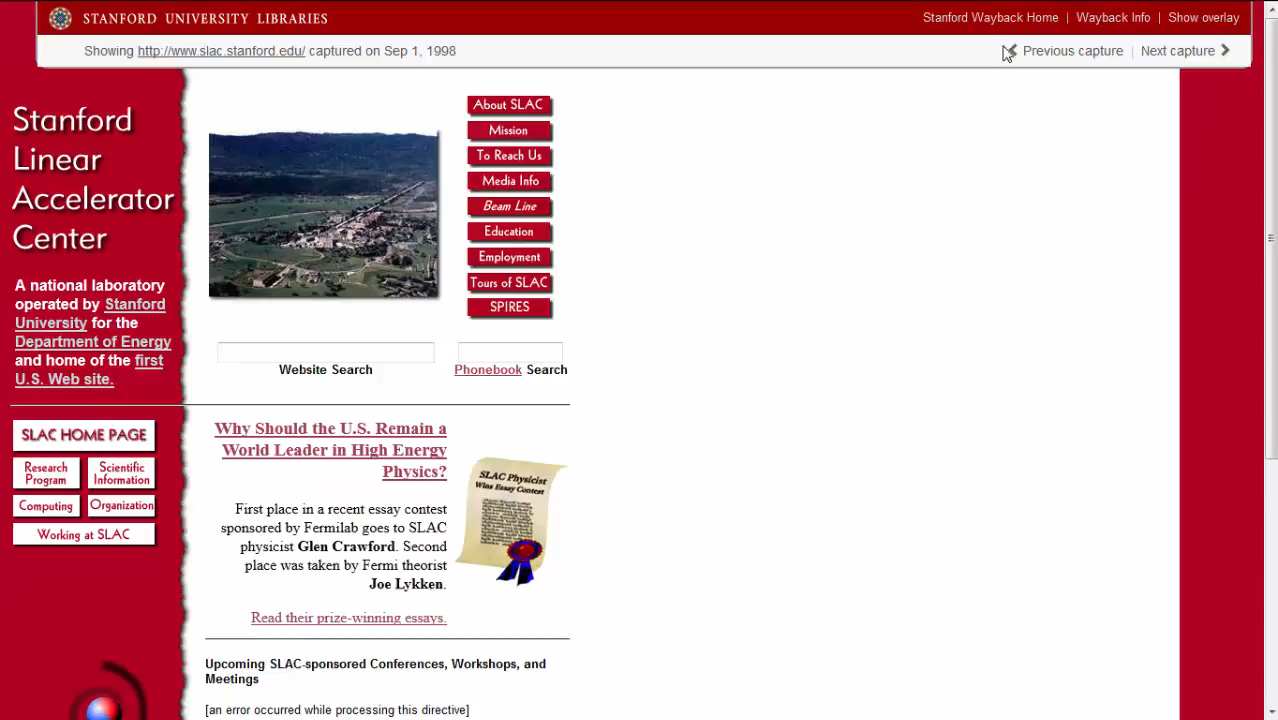 STANFORD UNIVERSITY LIBRARIES
Stanford Wayback Home | Wayback Info | Show overlay
Showing http://www.slac.stanford.edu/ captured on Sep 1, 1998
Previous capture | Next capture
Stanford
Linear
Accelerator
Center
A national laboratory
operated by Stanford
University for the
Department of Energy
and home of the first
U.S. Web site.
SLAC HOME PAGE
Research
Program
Scientific
Information
Computing
Organization
Working at SLAC
About SLAC
Mission
To Reach Us
Media Info
Beam Line
Education
Employment
Tours of SLAC
SPIRES
Website Search
Phonebook Search
Why Should the U.S. Remain a
World Leader in High Energy
Physics?
First place in a recent essay contest
sponsored by Fermilab goes to SLAC
physicist Glen Crawford. Second
place was taken by Fermi theorist
Joe Lykken.
Read their prize-winning essays.
SLAC Physicist
Wins Essay Contest
Upcoming SLAC-sponsored Conferences, Workshops, and
Meetings
[an error occurred while processing this directive]